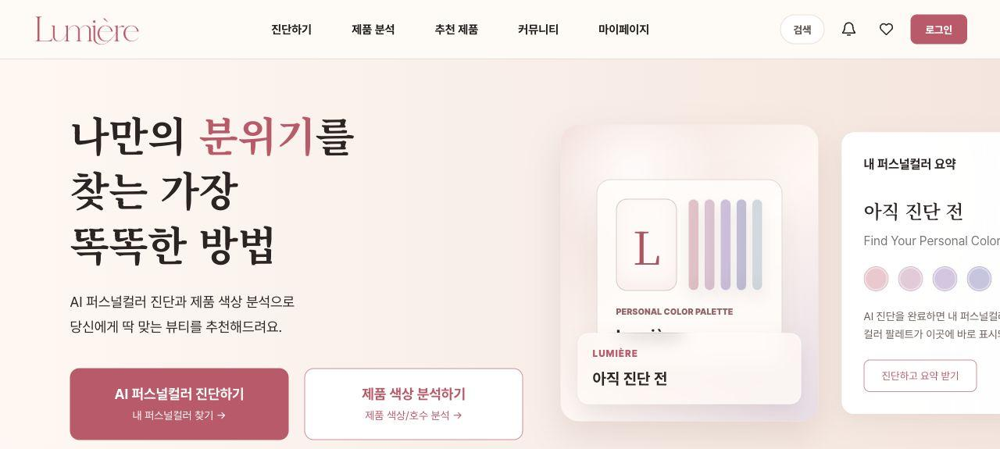 Lumière
진단하기
제품 분석
추천 제품
커뮤니티
마이페이지
검색
로그인
나만의 분위기를
찾는 가장
똑똑한 방법
AI 퍼스널컬러 진단과 제품 색상 분석으로
당신에게 딱 맞는 뷰티를 추천해드려요.
AI 퍼스널컬러 진단하기
내 퍼스널컬러 찾기 →
제품 색상 분석하기
제품 색상/호수 분석 →
L
PERSONAL COLOR PALETTE
LUMIÈRE
아직 진단 전
내 퍼스널컬러 요약
아직 진단 전
Find Your Personal Color
AI 진단을 완료하면 내 퍼스널컬
컬러 팔레트가 이곳에 바로 표시
진단하고 요약 받기